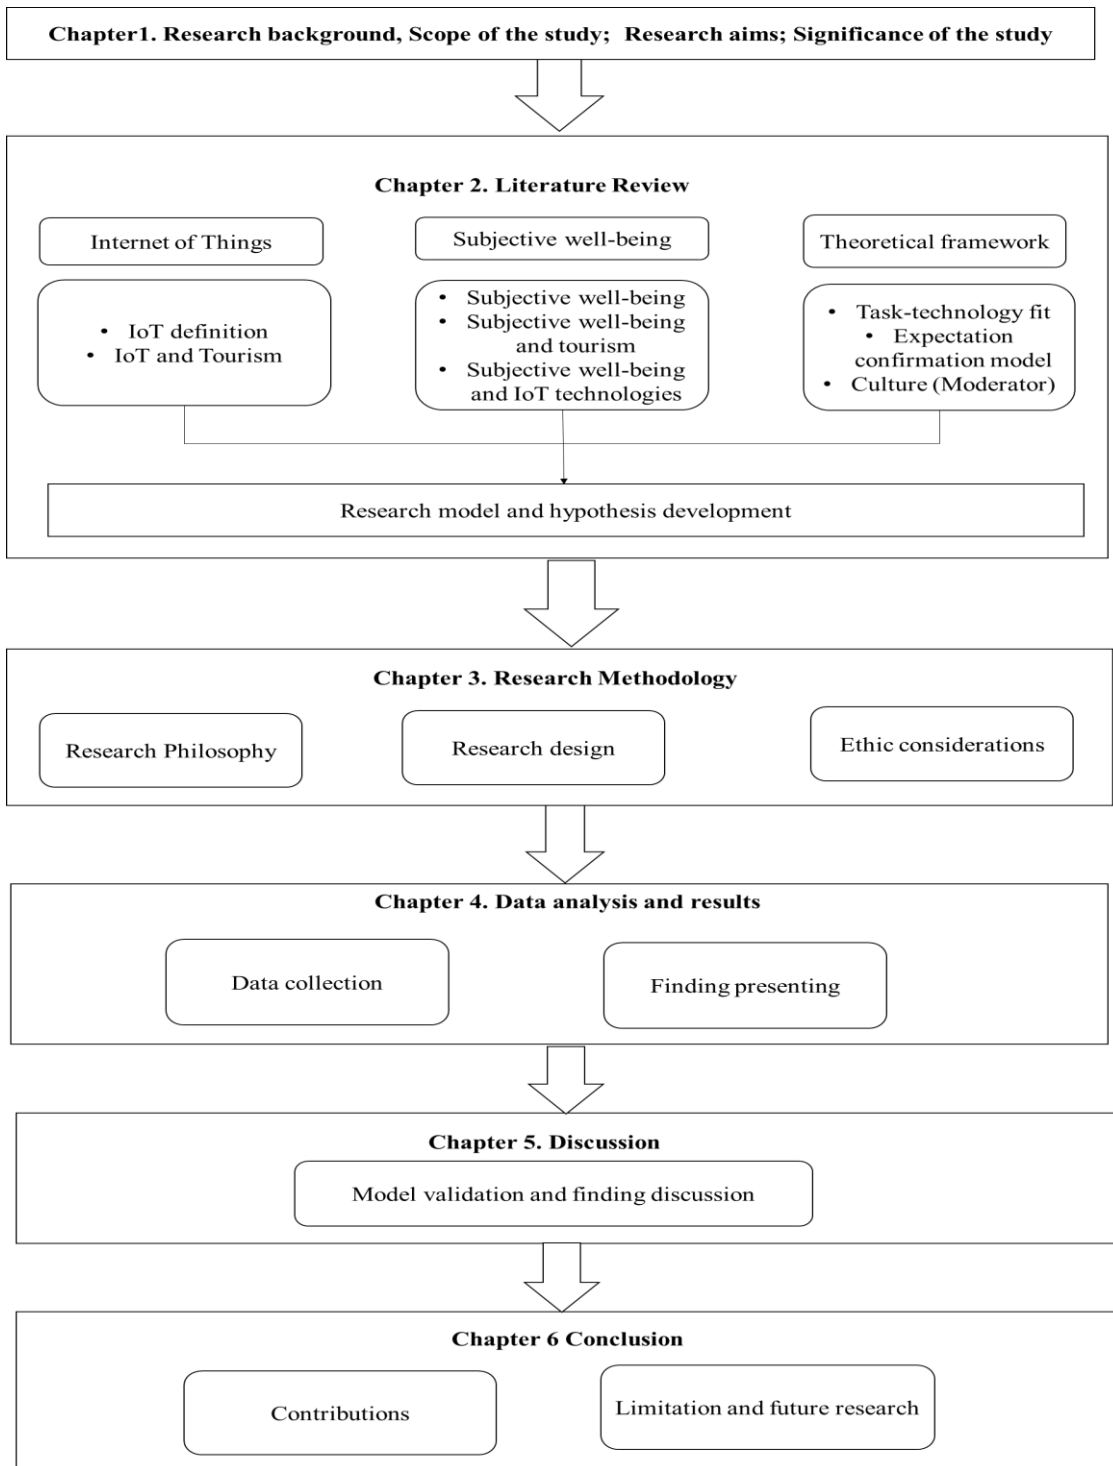 Chapter1. Research background, Scope of the study;  Research aims; Significance of the study
Chapter 2. Literature Review
Internet of Things
Subjective well-being
Theoretical framework
• IoT definition
• IoT and Tourism
• Subjective well-being
• Subjective well-being
and tourism
• Subjective well-being
and IoT technologies
• Task-technology fit
• Expectation
confirmation model
• Culture (Moderator)
Research model and hypothesis development
Chapter 3. Research Methodology
Research Philosophy
Research design
Ethic considerations
Chapter 4. Data analysis and results
Data collection
Finding presenting
Chapter 5. Discussion
Model validation and finding discussion
Chapter 6 Conclusion
Contributions
Limitation and future research